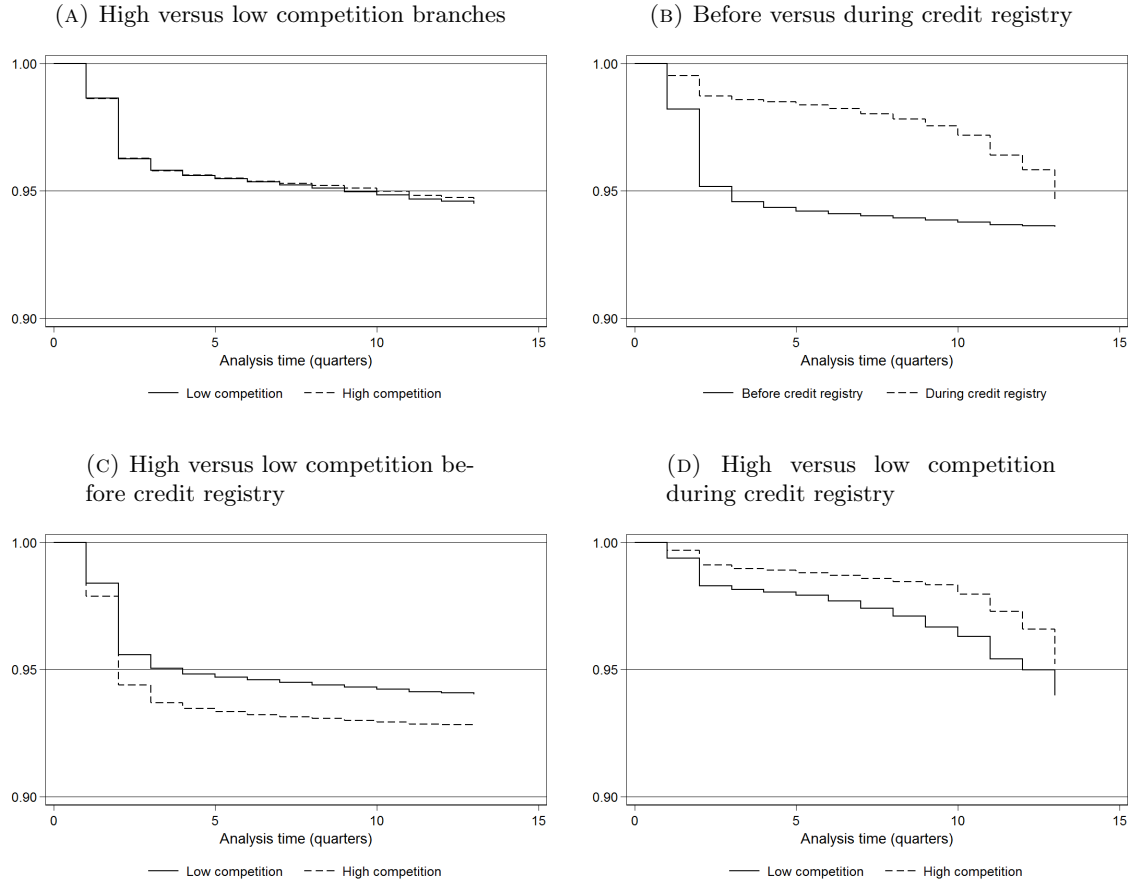 (A) High versus low competition branches
1.00
0.95
0.90
0
5
10
15
Analysis time (quarters)
Low competition
High competition
(B) Before versus during credit registry
1.00
0.95
0.90
0
5
10
15
Analysis time (quarters)
Before credit registry
During credit registry
(C) High versus low competition be-
fore credit registry
1.00
0.95
0.90
0
5
10
15
Analysis time (quarters)
Low competition
High competition
(D) High versus low competition
during credit registry
1.00
0.95
0.90
0
5
10
15
Analysis time (quarters)
Low competition
High competition